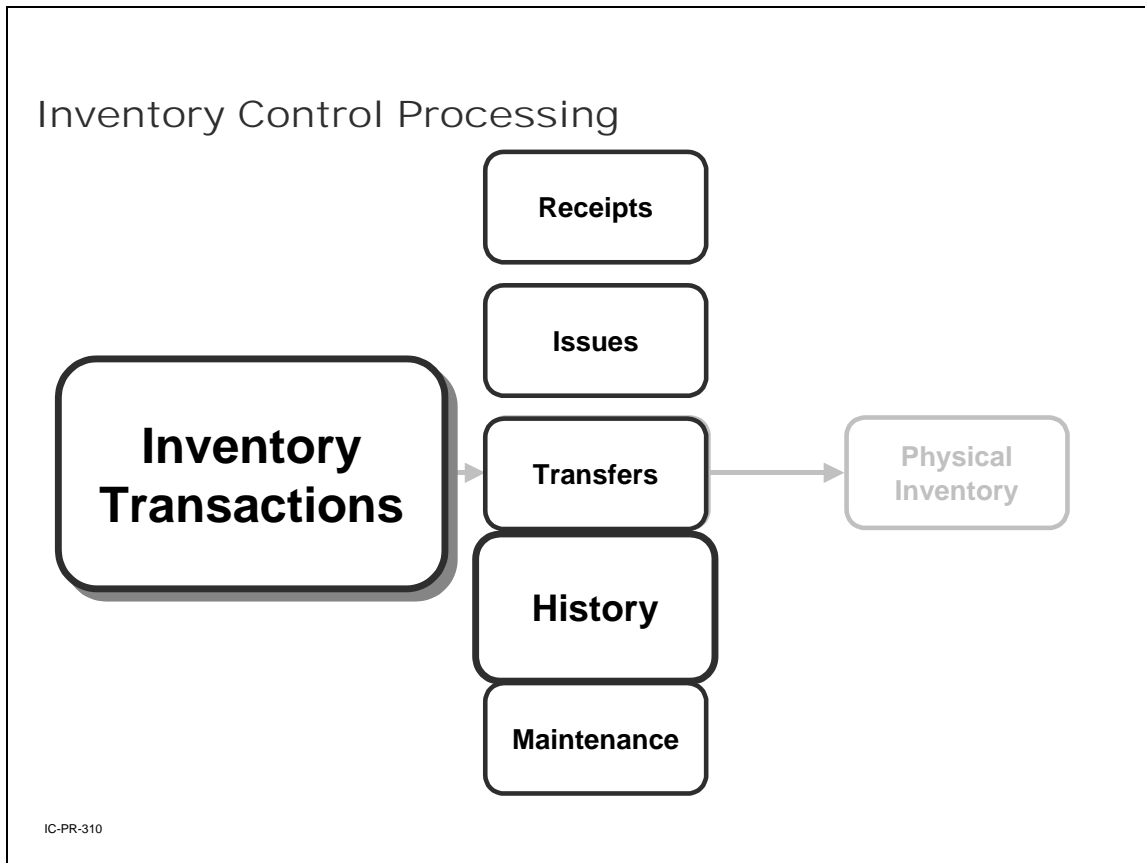 Inventory Control Processing
Receipts
Issues
Inventory
Transactions
Transfers
Physical
Inventory
History
Maintenance
IC-PR-310